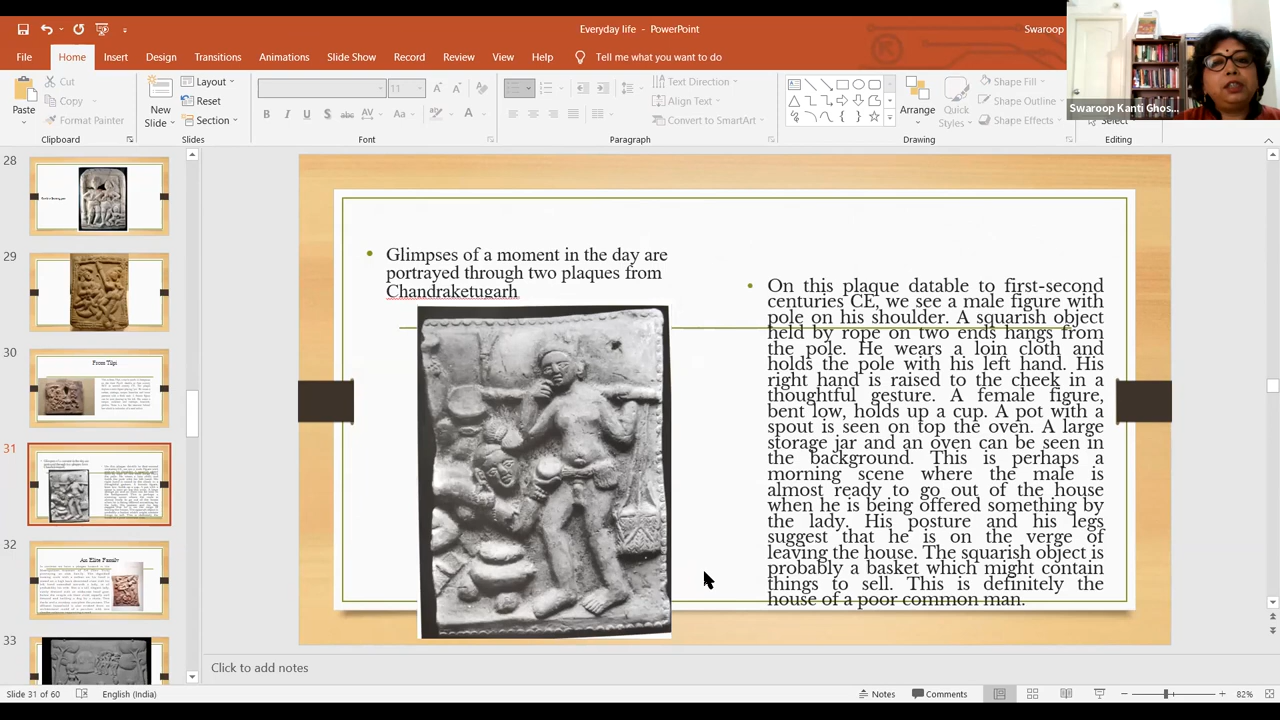 Everyday life - PowerPoint
Swaroop
File
Home
Insert
Design
Transitions
Animations
Slide Show
Record
Review
View
Help
Tell me what you want to do
Paste
Cut
Copy
Format Painter
Clipboard
New
Slide
Layout
Reset
Section
Slides
11
Font
Text Direction
Align Text
Convert to SmartArt
Paragraph
Arrange
Quick
Styles
Shape Fill
Shape Outline
Shape Effects
Drawing
Select
Editing
Swaroop Kanti Ghos...
28
29
30
From Tilpi
31
32
An Elite Family
33
Glimpses of a moment in the day are
portrayed through two plaques from
Chandraketugarh
On this plaque datable to first-second
centuries CE, we see a male figure with
pole on his shoulder. A squarish object
held by rope on two ends hangs from
the pole. He wears a loin cloth and
holds the pole with his left hand. His
right hand is raised to the cheek in a
thoughtful gesture. A female figure,
bent low, holds up a cup. A pot with a
spout is seen on top the oven. A large
storage jar and an oven can be seen in
the background. This is perhaps a
morning scene where the male is
almost ready to go out of the house
when he is being offered something by
the lady. His posture and his legs
suggest that he is on the verge of
leaving the house. The squarish object is
probably a basket which might contain
things to sell. This is definitely the
house of a poor common man.
Click to add notes
Slide 31 of 60
English (India)
Notes
Comments
82%